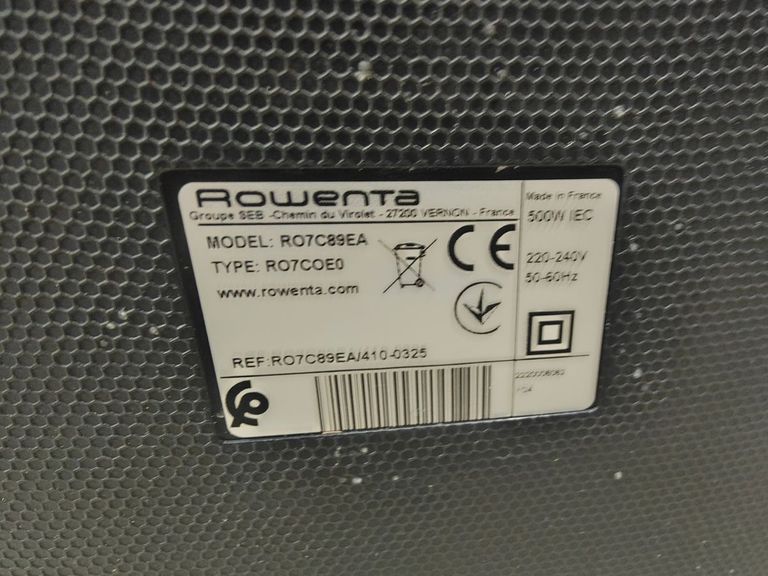 Rowenta
Groupe SEB - Chemin du Virolet - 27200 VERNON - France
MODEL: RO7C89EA
TYPE: RO7COE0
www.rowenta.com
REF:RO7C89EA/410-0325
CE
Made in France
500W IEC
220-240V
50-60Hz